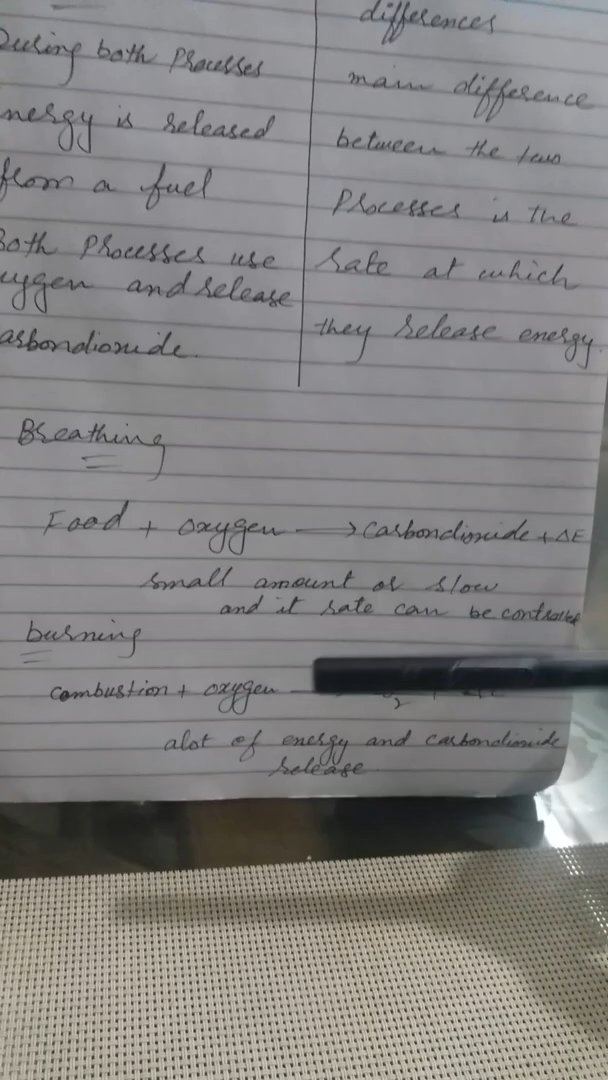 During both Processes
energy is released
from a fuel
Both Processes use
oxygen and release
carbondioxide.
differences
main difference
between the two
Processes is the
rate at which
they release energy.
Breathing
Food + oxygen → carbondioxide + ΔE
small amount or slow
and it rate can be controlled
burning
combustion + oxygen
alot of energy and carbondioxide
release